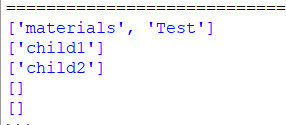 ============================
['materials', 'Test']
['child1']
['child2']
[]
[]